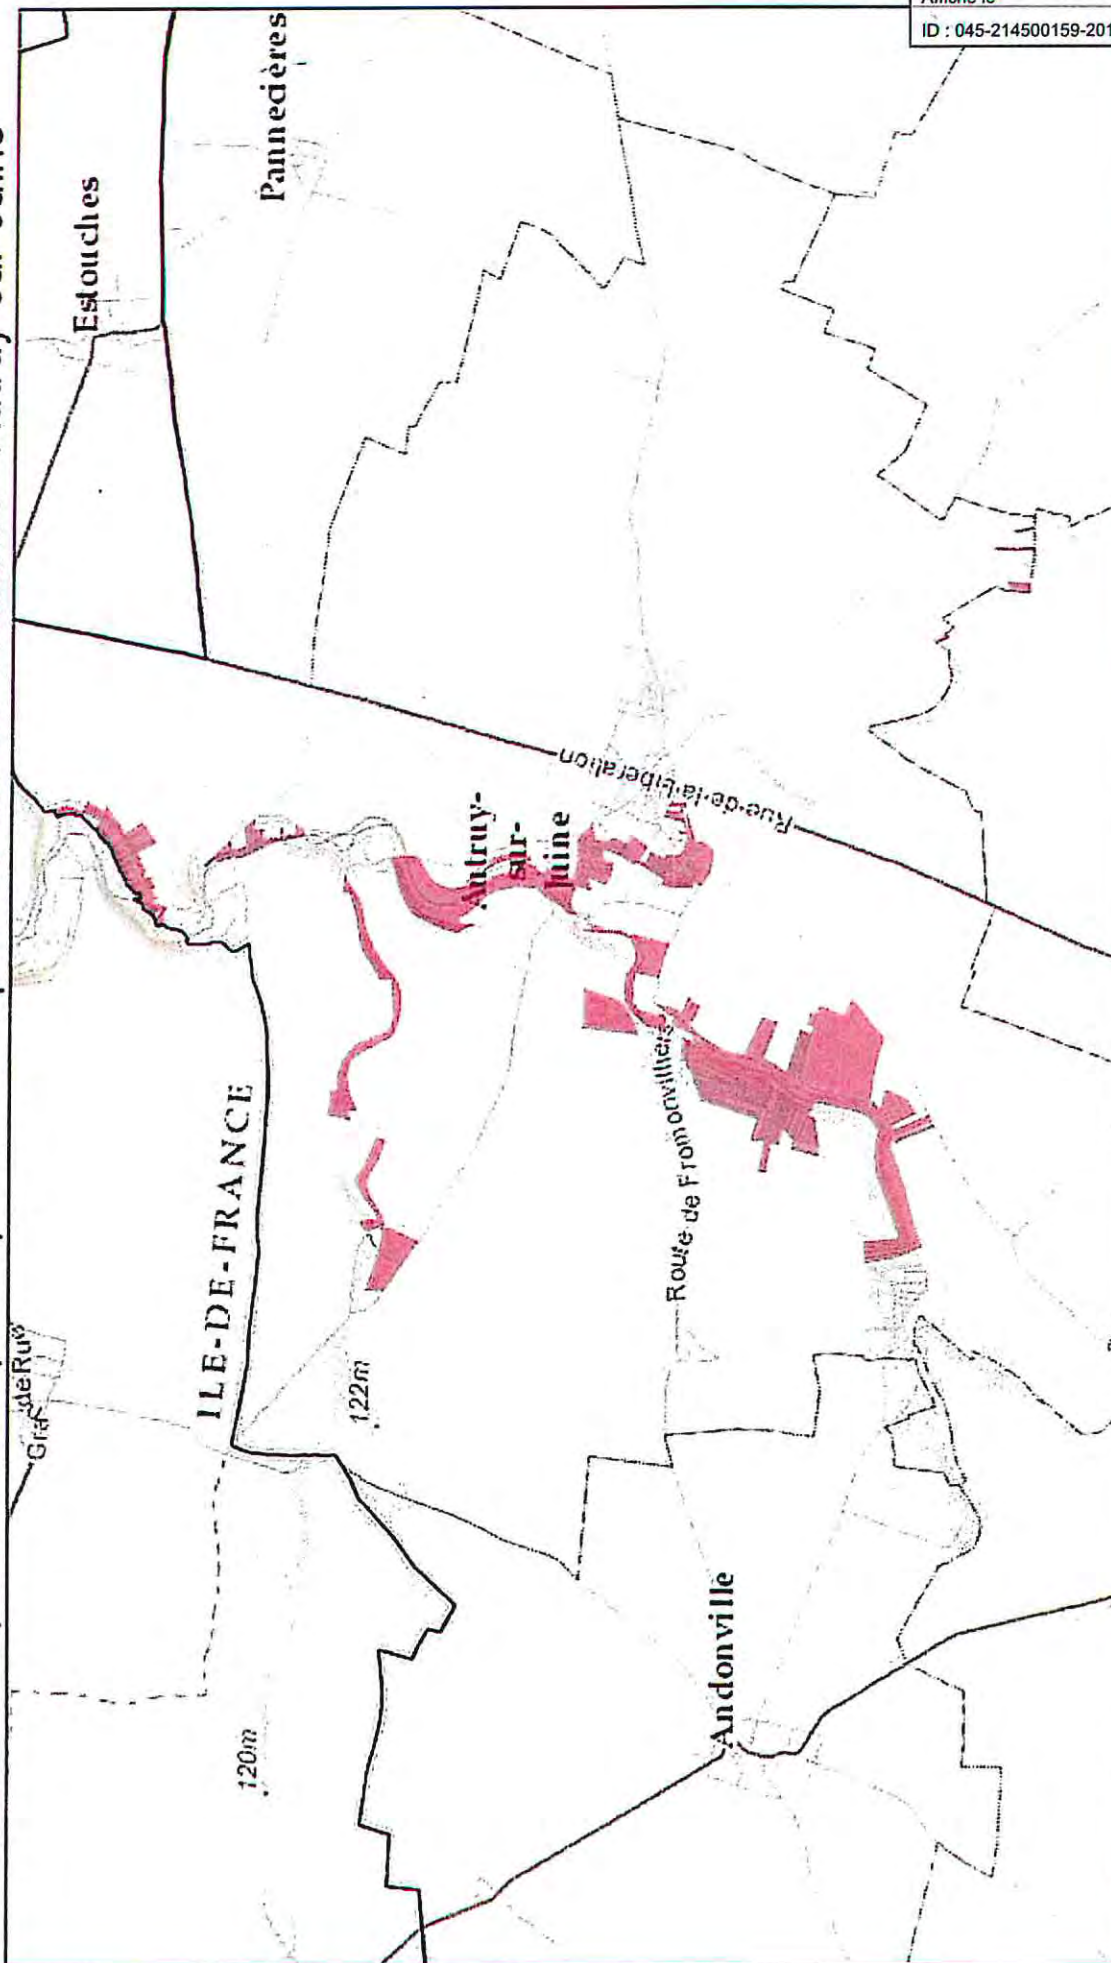 ID : 045-214500159-201
Estouches
Pannecières
ILE-DE-FRANCE
Rue-de-la-Libération
Autruy-
sur-
Juine
Route de Fromonvilliers
122m
120m
Andonville